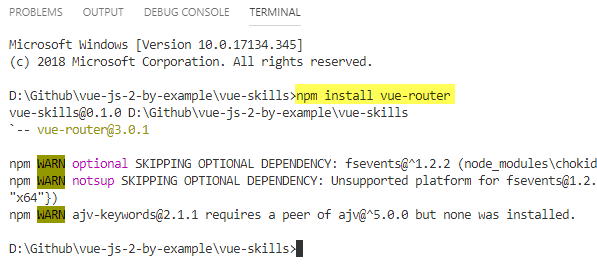 PROBLEMS OUTPUT DEBUG CONSOLE TERMINAL
Microsoft Windows [Version 10.0.17134.345]
(c) 2018 Microsoft Corporation. All rights reserved.
D:\Github\vue-js-2-by-example\vue-skills>npm install vue-router
vue-skills@0.1.0 D:\Github\vue-js-2-by-example\vue-skills
`-- vue-router@3.0.1
npm WARN optional SKIPPING OPTIONAL DEPENDENCY: fsevents@^1.2.2 (node_modules\chokid
npm WARN notsup SKIPPING OPTIONAL DEPENDENCY: Unsupported platform for fsevents@1.2.
"x64"})
npm WARN ajv-keywords@2.1.1 requires a peer of ajv@^5.0.0 but none was installed.
D:\Github\vue-js-2-by-example\vue-skills>